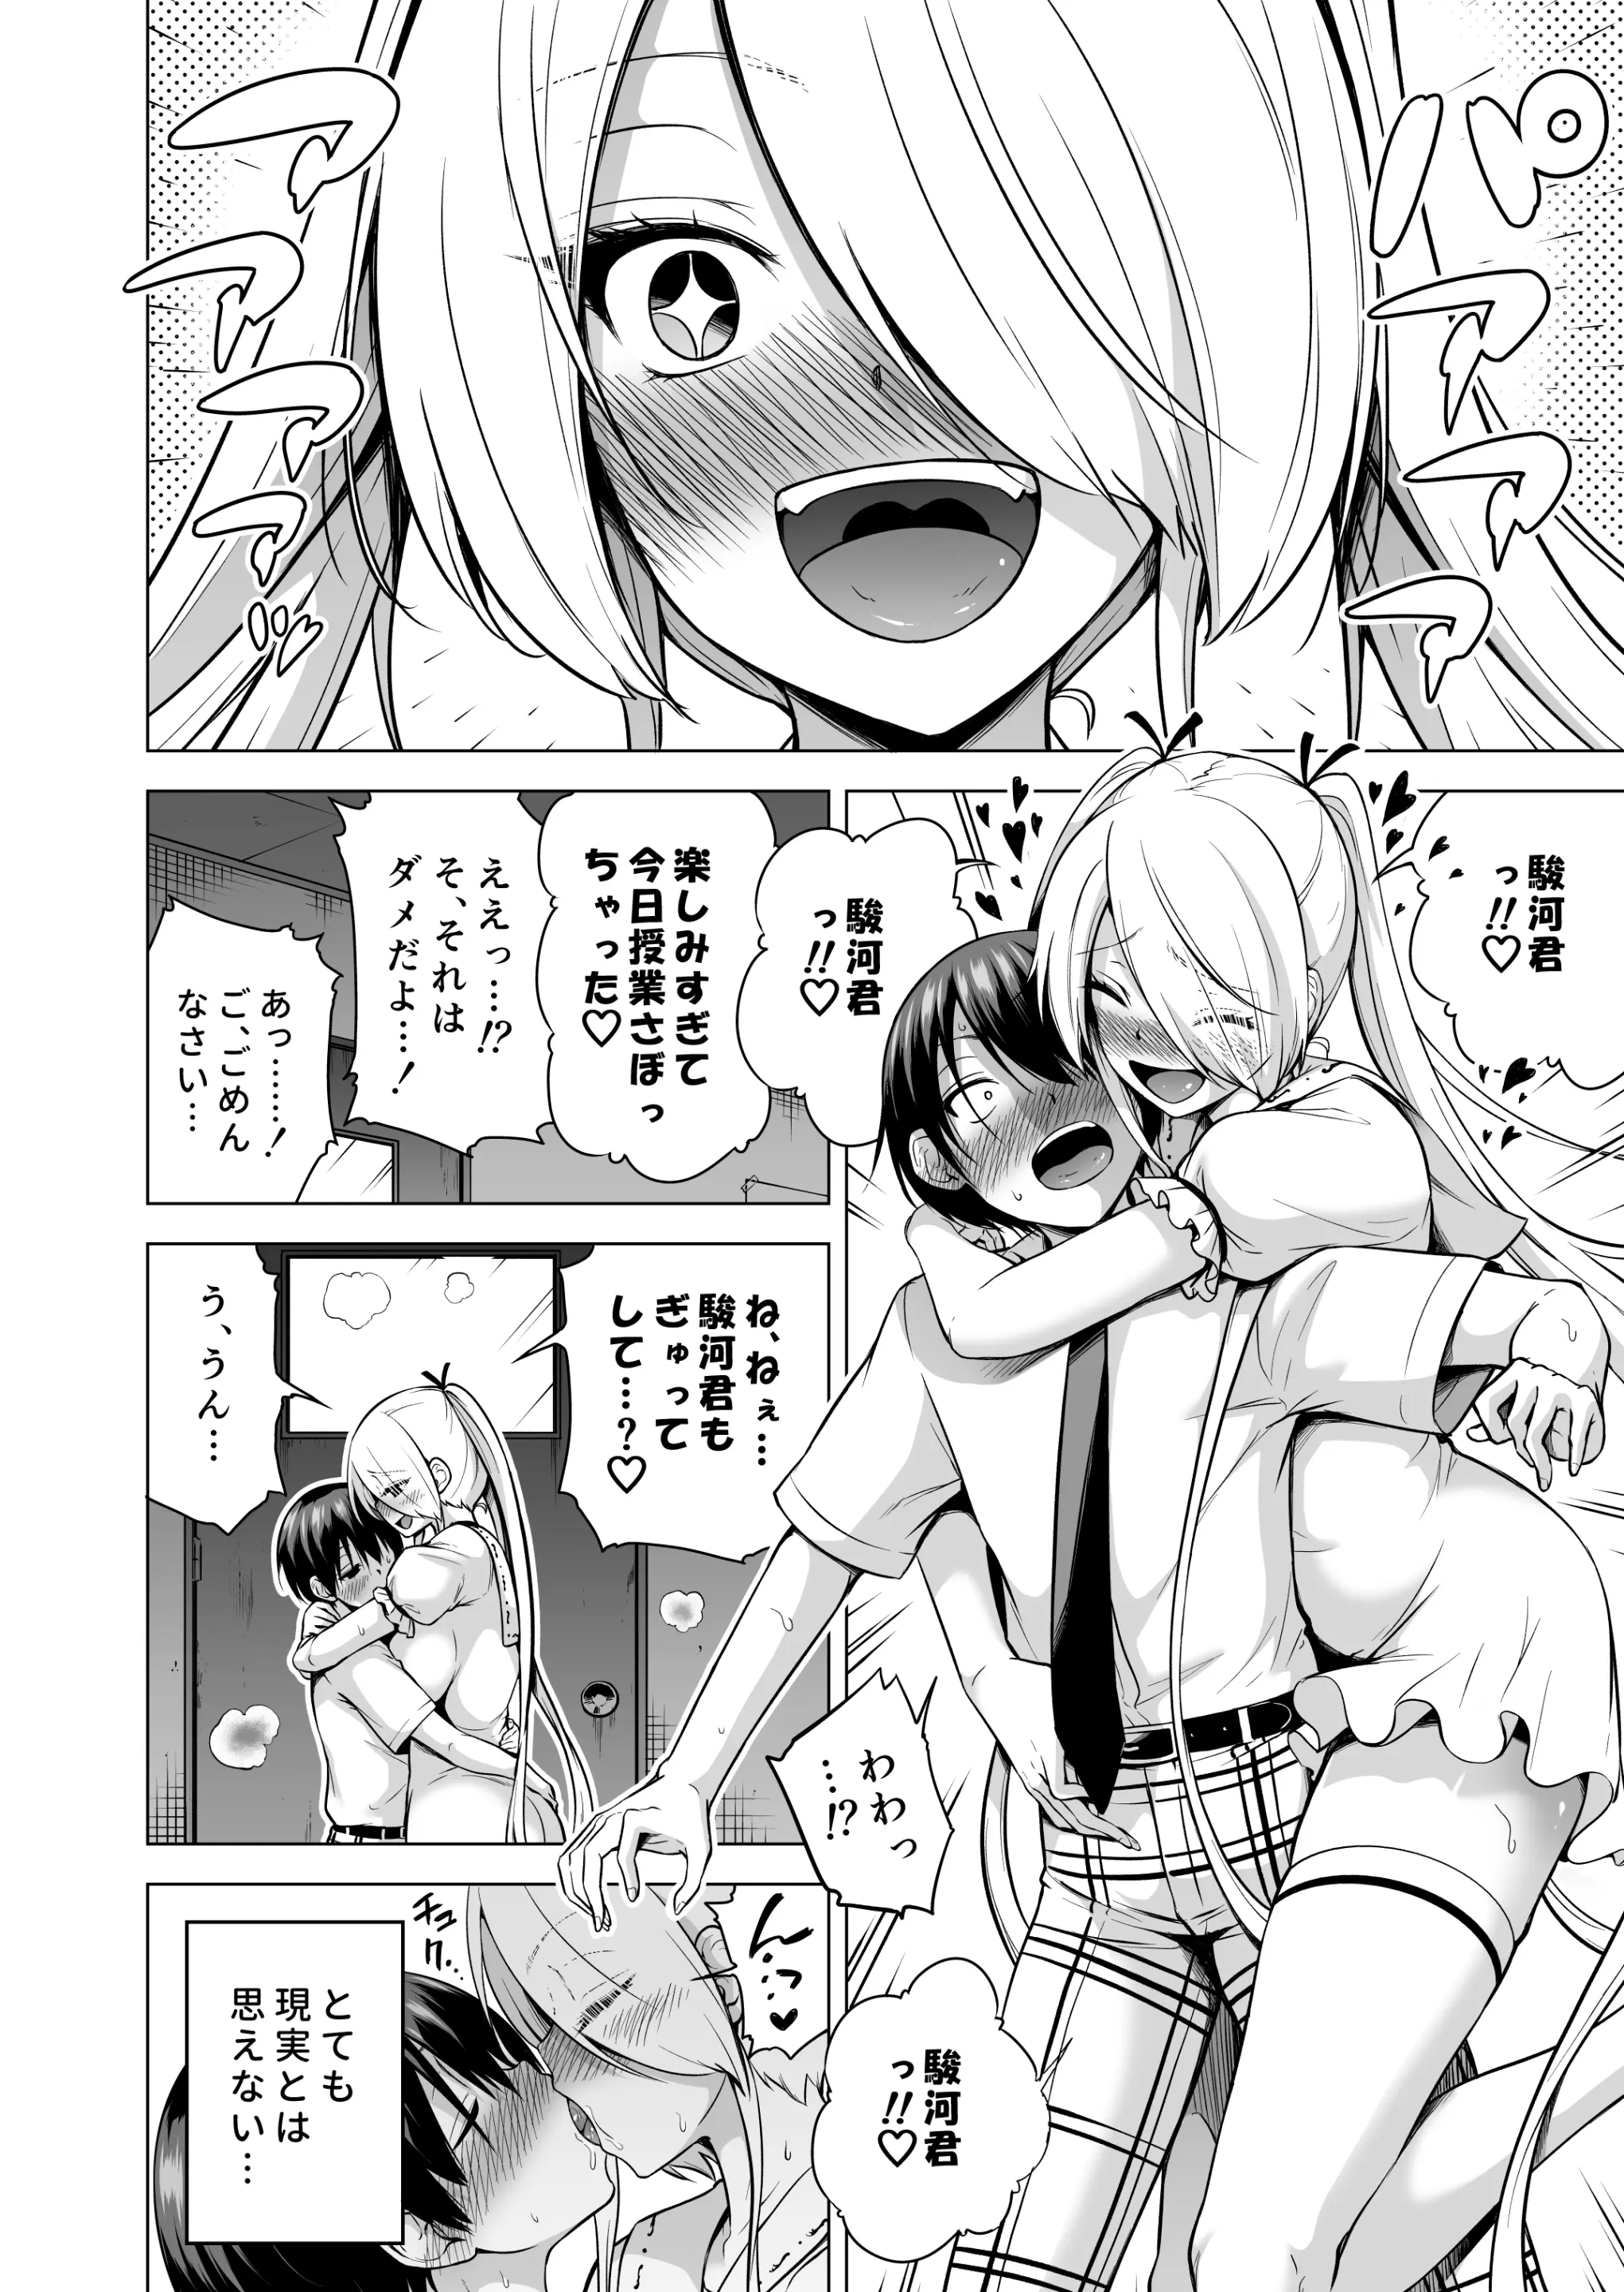 パァァァ
アアアアッ
駿河君
っ!!♡
駿河君
っ!!♡
わわっ
…!?
駿河君
っ!!♡
楽しみすぎて
今日授業さぼっ
ちゃった♡
ええっ…!?
そ、それは
ダメだよ…！
あっ……！
ご、ごめん
なさい…
ね、ねぇ…
駿河君も
ぎゅって
して…?♡
う、うん…
んっ♥
チュク…
とても
現実とは
思えない…